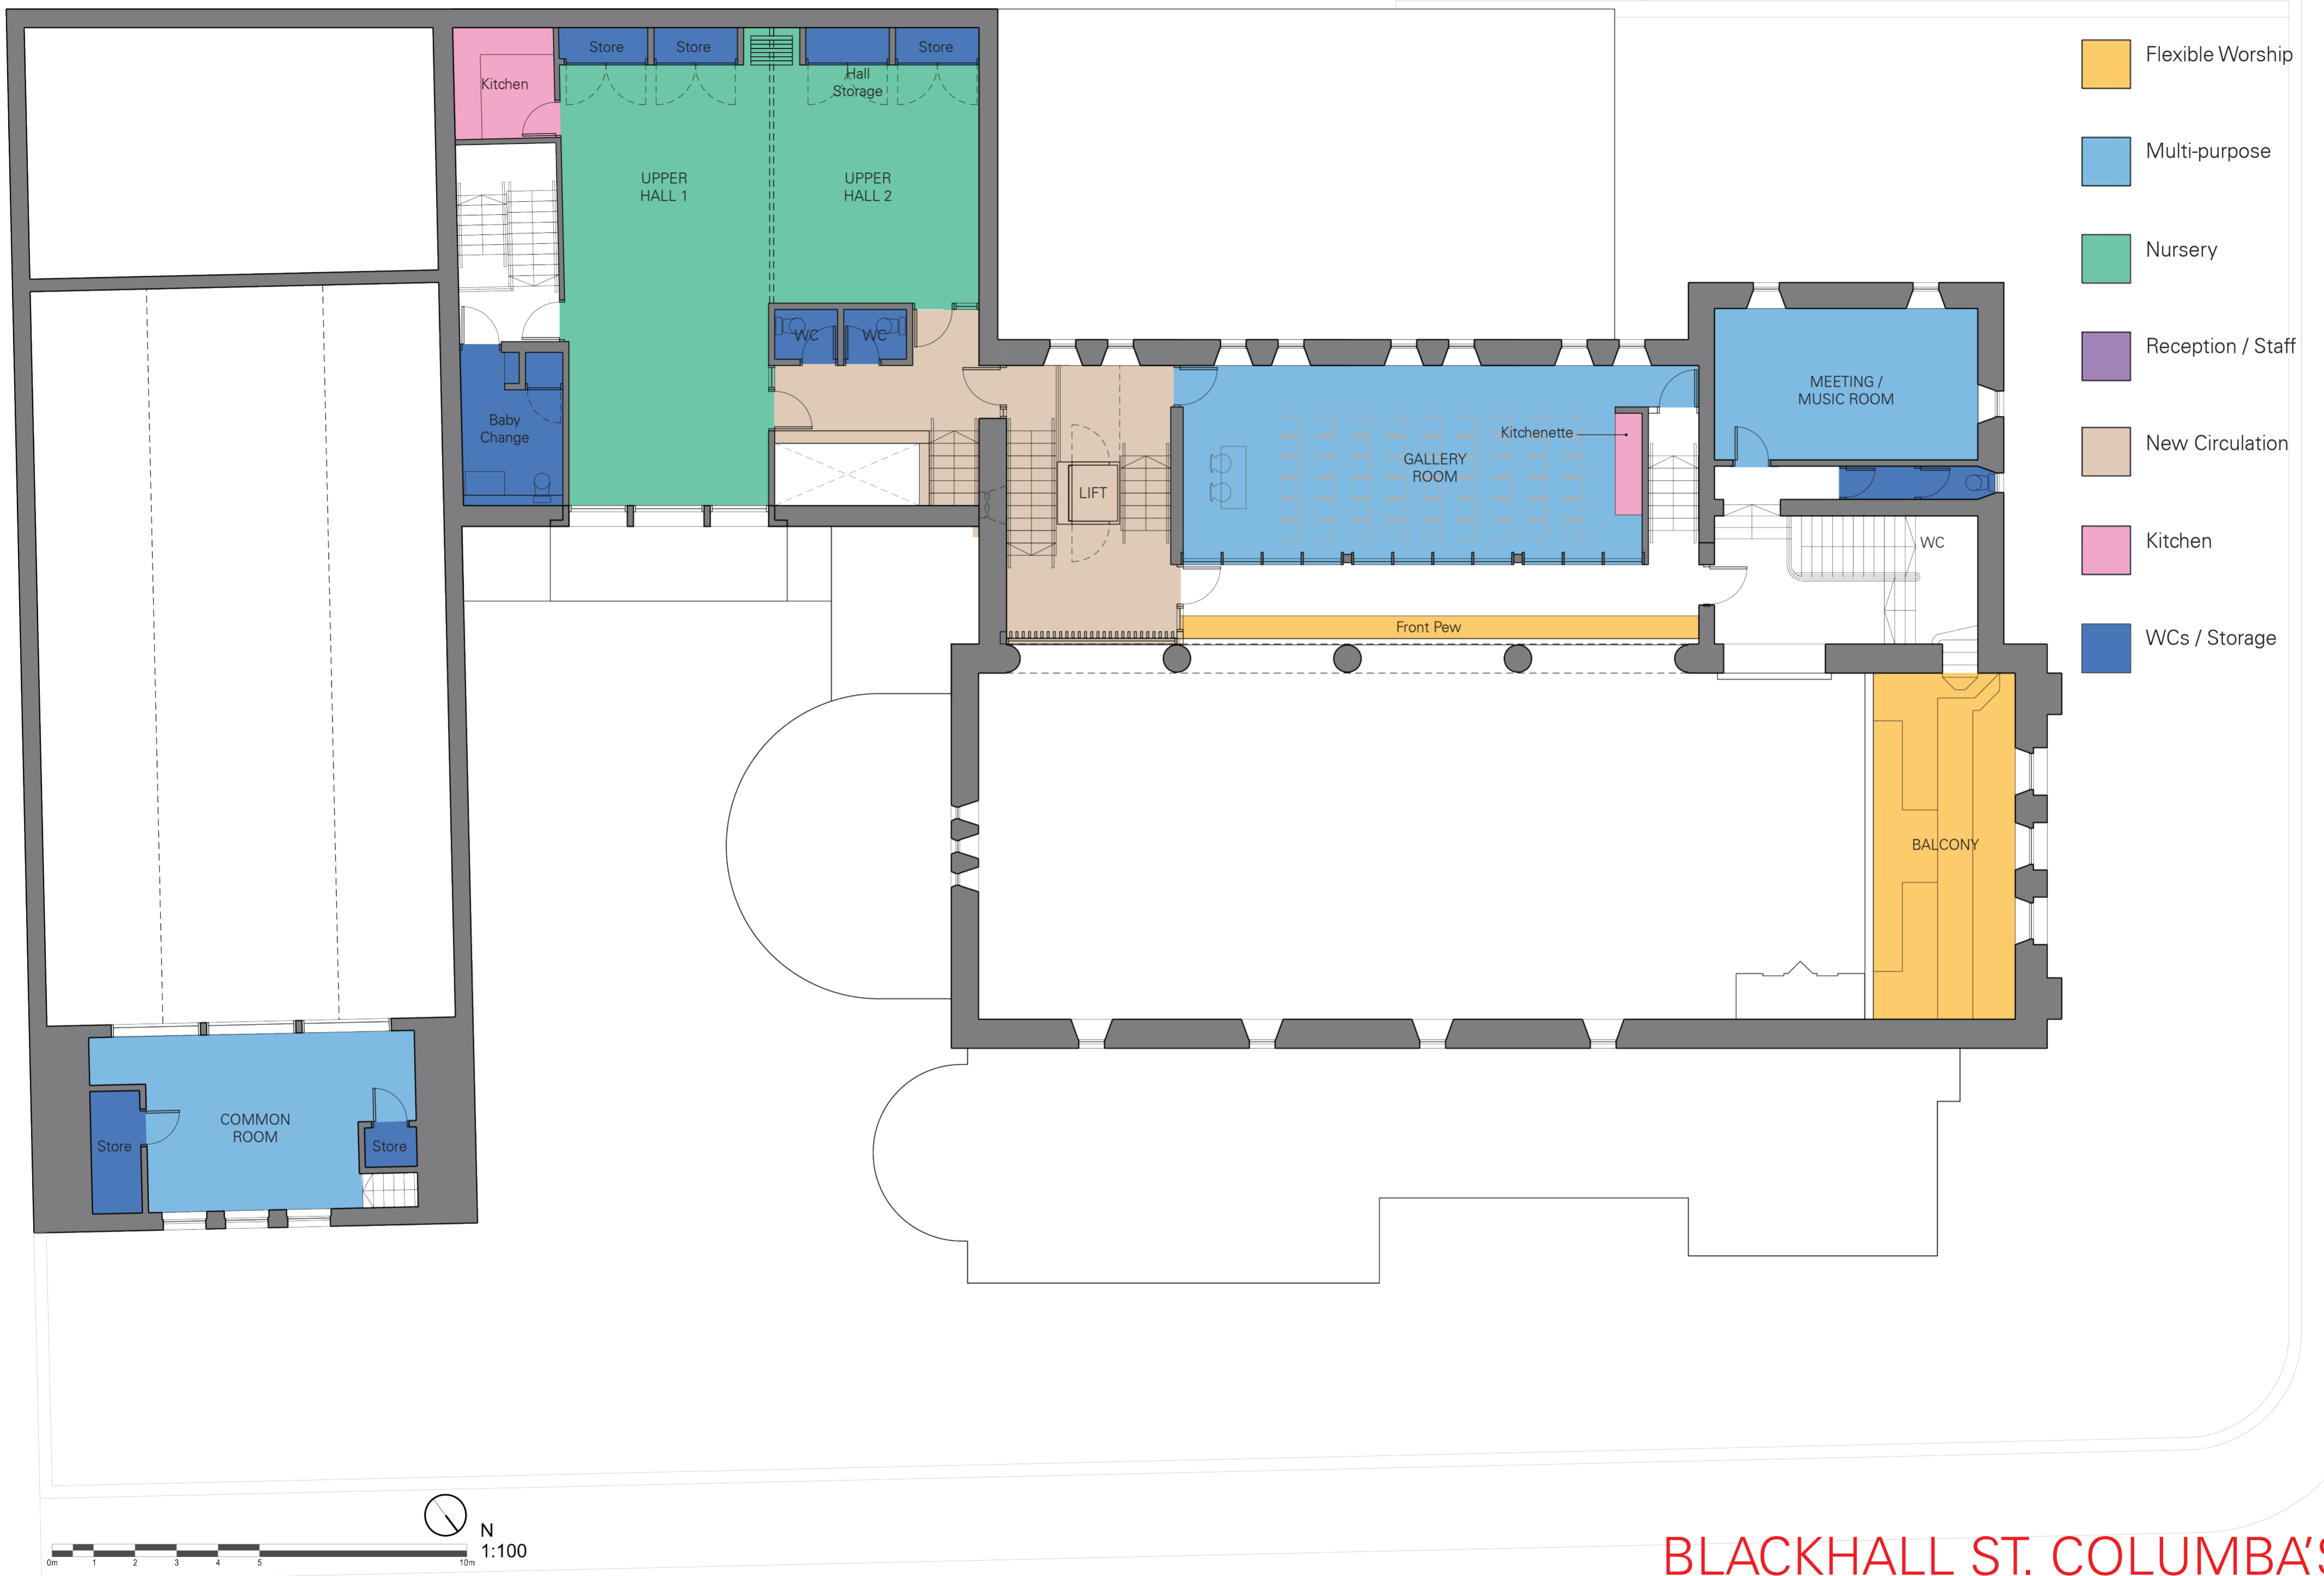 Store
Store
Store
Kitchen
Hall
Storage
UPPER
HALL 1
UPPER
HALL 2
WC
WC
Baby
Change
LIFT
GALLERY
ROOM
Kitchenette
MEETING /
MUSIC ROOM
WC
Front Pew
BALCONY
COMMON
ROOM
Store
Store
Flexible Worship
Multi-purpose
Nursery
Reception / Staff
New Circulation
Kitchen
WCs / Storage
N
1:100
0m 1 2 3 4 5 10m
BLACKHALL ST. COLUMBA'S